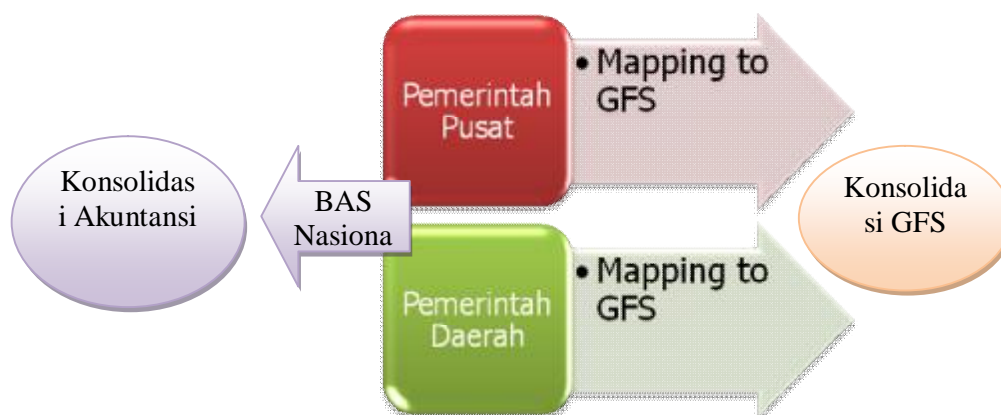 Konsolidas
i Akuntansi
BAS
Nasiona
Pemerintah
Pusat
• Mapping to
GFS
Pemerintah
Daerah
• Mapping to
GFS
Konsolida
si GFS